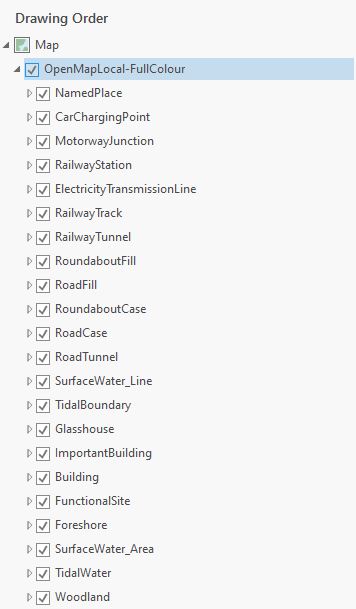 Drawing Order
Map
OpenMapLocal-FullColour
NamedPlace
CarChargingPoint
MotorwayJunction
RailwayStation
ElectricityTransmissionLine
RailwayTrack
RailwayTunnel
RoundaboutFill
RoadFill
RoundaboutCase
RoadCase
RoadTunnel
SurfaceWater_Line
TidalBoundary
Glasshouse
ImportantBuilding
Building
FunctionalSite
Foreshore
SurfaceWater_Area
TidalWater
Woodland